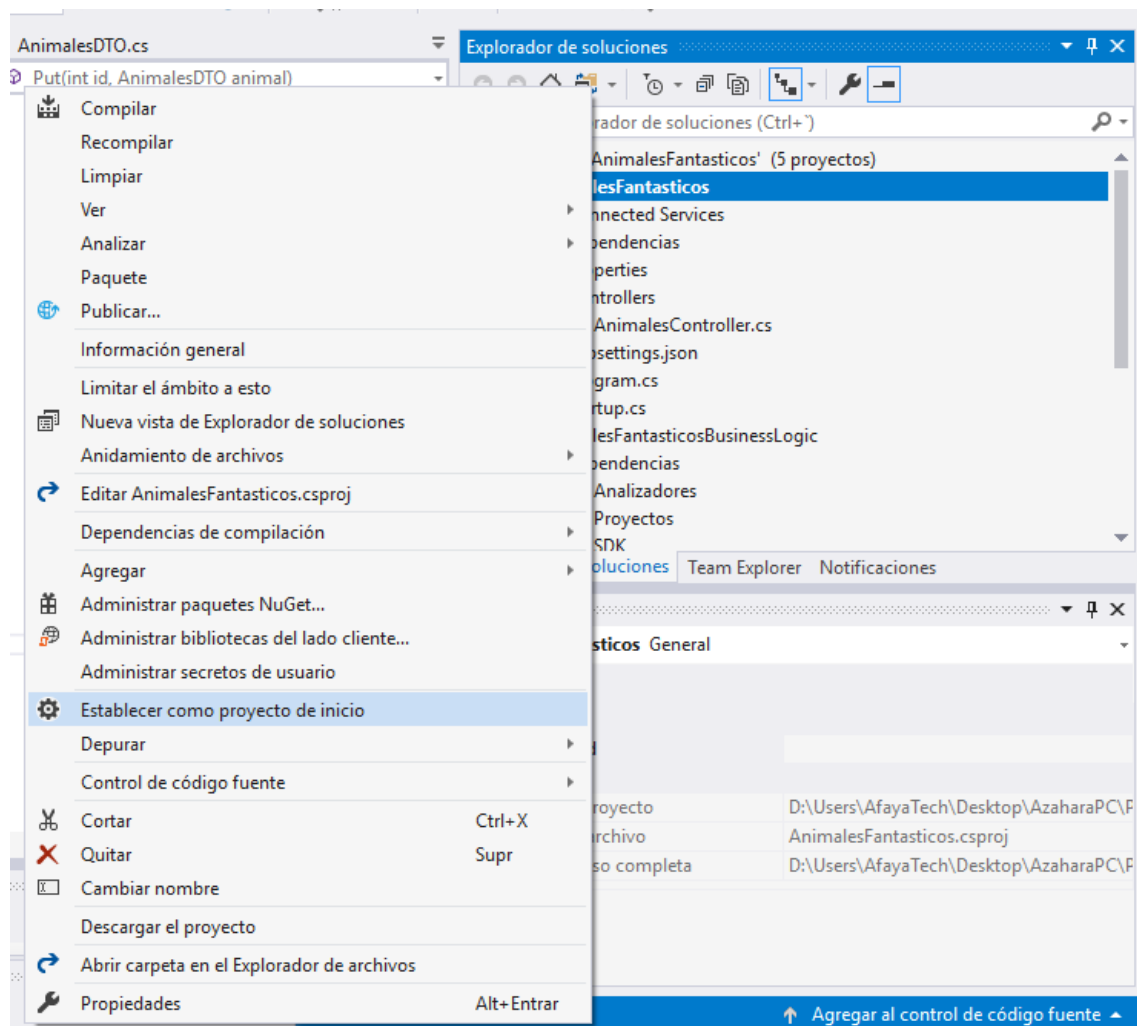 AnimalesDTO.cs
Put(int id, AnimalesDTO animal)
Compilar
Recompilar
Limpiar
Ver
Analizar
Paquete
Publicar...
Información general
Limitar el ámbito a esto
Nueva vista de Explorador de soluciones
Anidamiento de archivos
Editar AnimalesFantasticos.csproj
Dependencias de compilación
Agregar
Administrar paquetes NuGet...
Administrar bibliotecas del lado cliente...
Administrar secretos de usuario
Establecer como proyecto de inicio
Depurar
Control de código fuente
Cortar Ctrl+X
Quitar Supr
Cambiar nombre
Descargar el proyecto
Abrir carpeta en el Explorador de archivos
Propiedades Alt+Entrar
Explorador de soluciones
rador de soluciones (Ctrl+`)
AnimalesFantasticos' (5 proyectos)
lesFantasticos
nnected Services
pendencias
perties
ntrollers
AnimalesController.cs
psettings.json
gram.cs
rtup.cs
lesFantasticosBusinessLogic
pendencias
Analizadores
Proyectos
SDK
oluciones Team Explorer Notificaciones
sticos General
royecto D:\Users\AfayaTech\Desktop\AzaharaPC\P
rchivo AnimalesFantasticos.csproj
so completa D:\Users\AfayaTech\Desktop\AzaharaPC\P
Agregar al control de código fuente